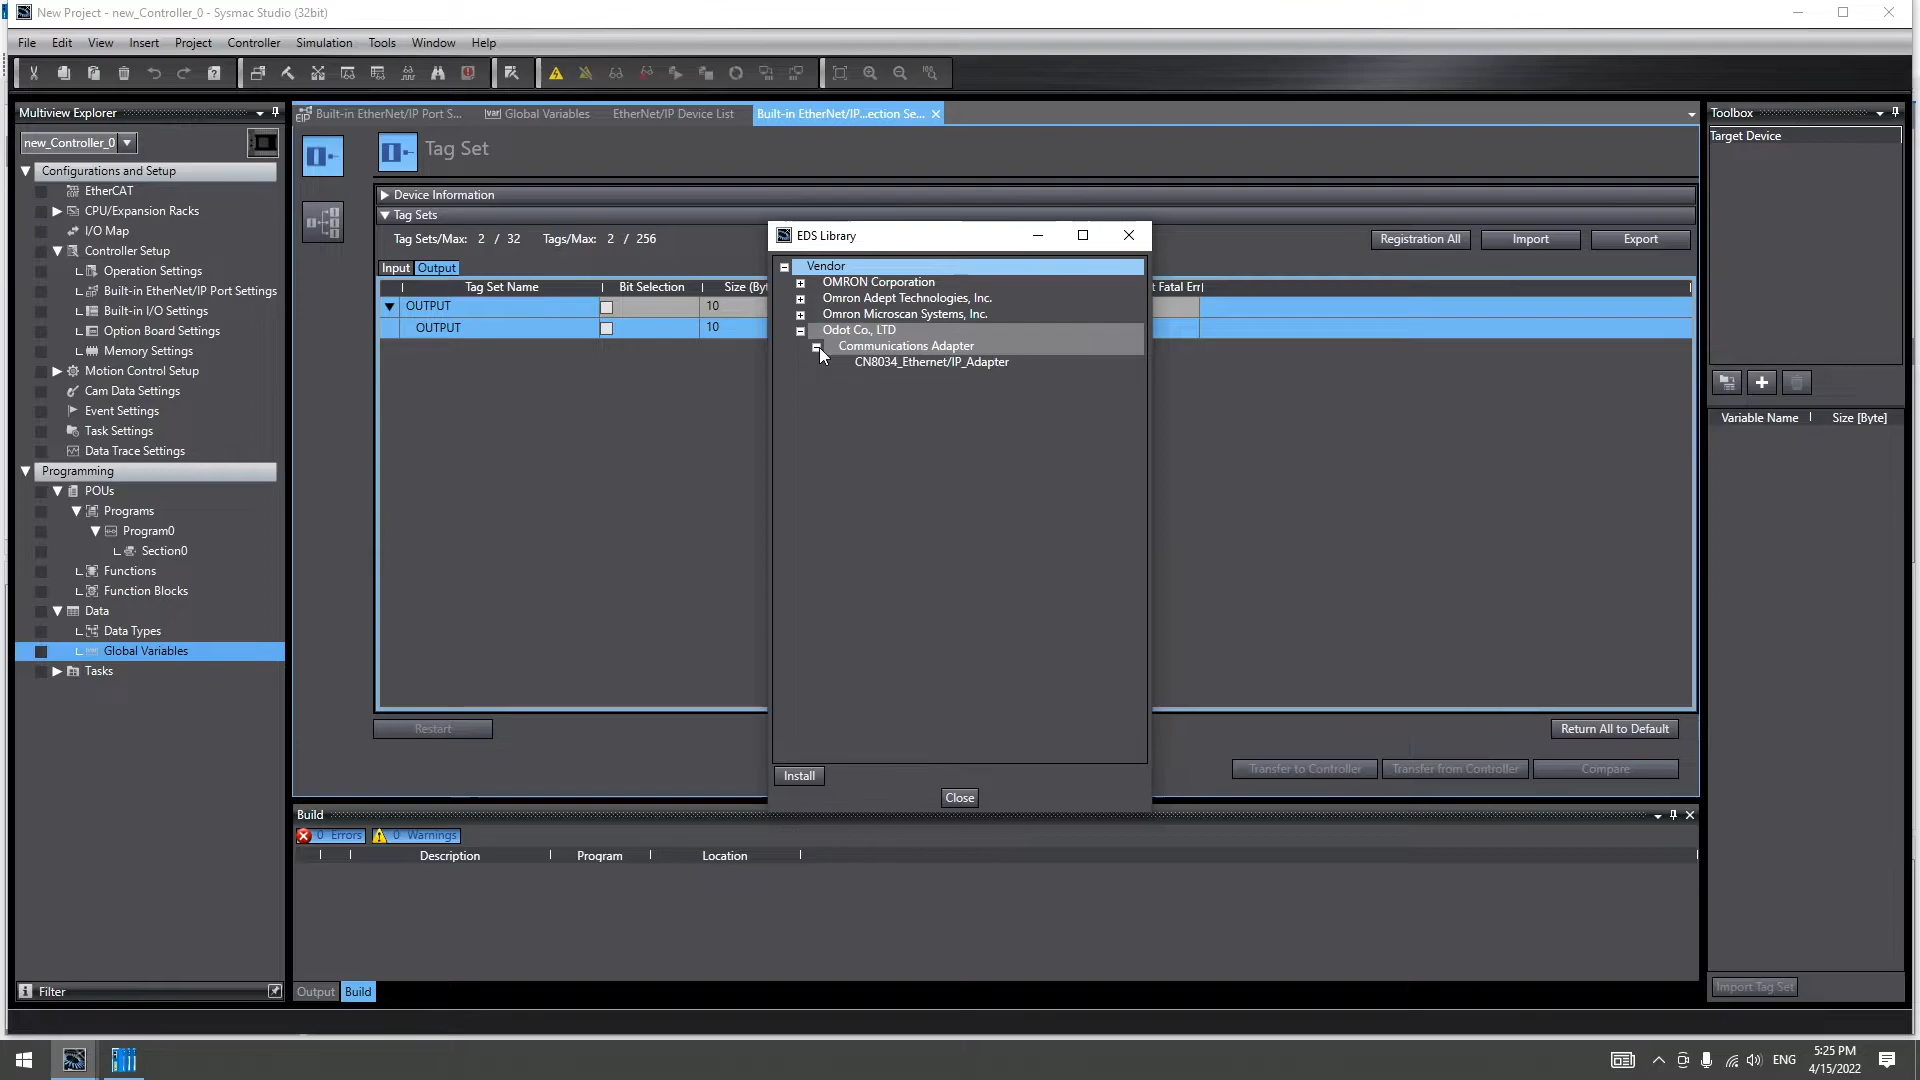 New Project - new_Controller_0 - Sysmac Studio (32bit)
File Edit View Insert Project Controller Simulation Tools Window Help
Multiview Explorer
new_Controller_0
Configurations and Setup
EtherCAT
CPU/Expansion Racks
I/O Map
Controller Setup
Operation Settings
Built-in EtherNet/IP Port Settings
Built-in I/O Settings
Option Board Settings
Memory Settings
Motion Control Setup
Cam Data Settings
Event Settings
Task Settings
Data Trace Settings
Programming
POUs
Programs
Program0
Section0
Functions
Function Blocks
Data
Data Types
Global Variables
Tasks
Filter
EIP Built-in EtherNet/IP Port S... var Global Variables EtherNet/IP Device List Built-in EtherNet/IP...ection Se...
Tag Set
Device Information
Tag Sets
Tag Sets/Max: 2 / 32 Tags/Max: 2 / 256
Registration All Import Export
Input Output
Tag Set Name Bit Selection Size (By t Fatal Err
OUTPUT 10
OUTPUT 10
EDS Library
Vendor
OMRON Corporation
Omron Adept Technologies, Inc.
Omron Microscan Systems, Inc.
Odot Co., LTD
Communications Adapter
CN8034_Ethernet/IP_Adapter
Install
Close
Restart
Return All to Default
Transfer to Controller Transfer from Controller Compare
Build
0 Errors 0 Warnings
Description Program Location
Output Build
Toolbox
Target Device
Variable Name Size [Byte]
Import Tag Set
ENG
5:25 PM
4/15/2022